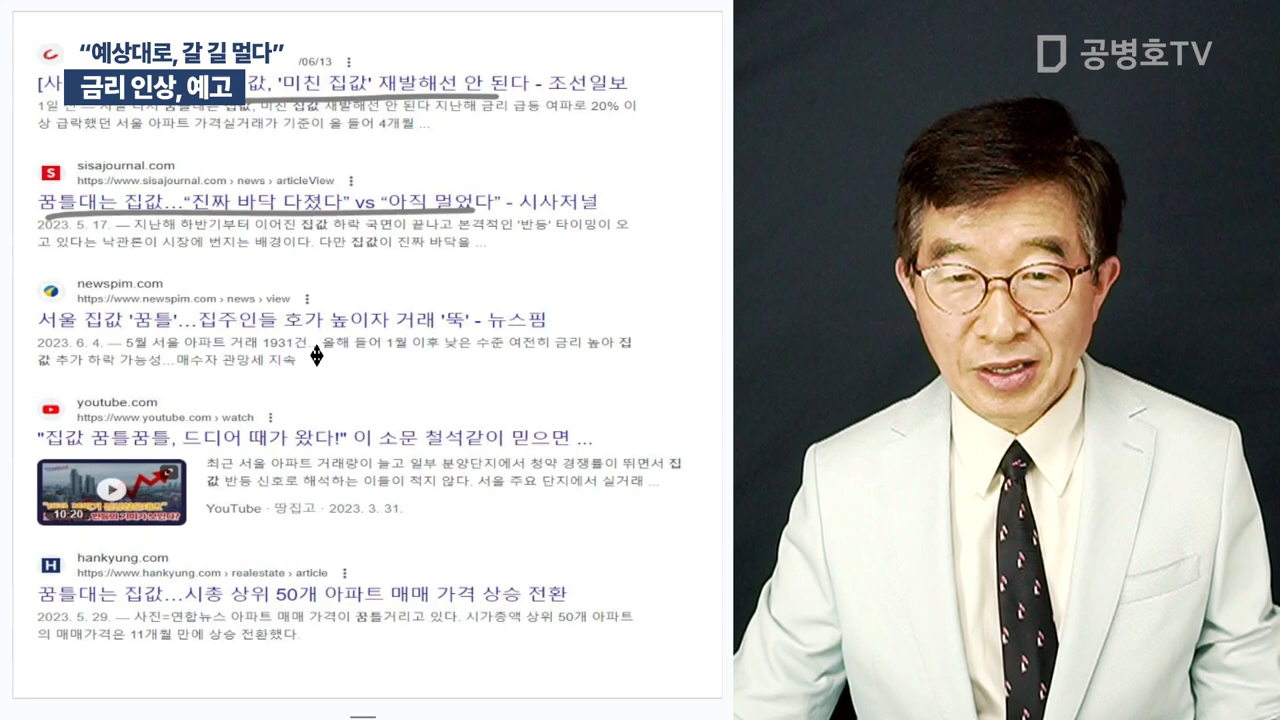 “예상대로, 갈 길 멀다”
금리 인상, 예고
공병호TV
/06/13
[사 값, '미친 집값' 재발해선 안 된다 - 조선일보
미친 집값 재발해선 안 된다 지난해 금리 급등 여파로 20% 이
상 급락했던 서울 아파트 가격실거래가 기준이 올 들어 4개월 ...
sisajournal.com
https://www.sisajournal.com › news › articleView
꿈틀대는 집값…“진짜 바닥 다졌다” vs “아직 멀었다” - 시사저널
2023. 5. 17. — 지난해 하반기부터 이어진 집값 하락 국면이 끝나고 본격적인 '반등' 타이밍이 오
고 있다는 낙관론이 시장에 번지는 배경이다. 다만 집값이 진짜 바닥을 ...
newspim.com
https://www.newspim.com › news › view
서울 집값 '꿈틀'…집주인들 호가 높이자 거래 '뚝' - 뉴스핌
2023. 6. 4. — 5월 서울 아파트 거래 1931건...올해 들어 1월 이후 낮은 수준 여전히 금리 높아 집
값 추가 하락 가능성...매수자 관망세 지속
youtube.com
https://www.youtube.com › watch
"집값 꿈틀꿈틀, 드디어 때가 왔다!" 이 소문 철석같이 믿으면 ...
최근 서울 아파트 거래량이 늘고 일부 분양단지에서 청약 경쟁률이 뛰면서 집
값 반등 신호로 해석하는 이들이 적지 않다. 서울 주요 단지에서 실거래 ...
10:20
YouTube · 땅집고 · 2023. 3. 31.
hankyung.com
https://www.hankyung.com › realestate › article
꿈틀대는 집값…시총 상위 50개 아파트 매매 가격 상승 전환
2023. 5. 29. — 사진=연합뉴스 아파트 매매 가격이 꿈틀거리고 있다. 시가총액 상위 50개 아파트
의 매매가격은 11개월 만에 상승 전환했다.